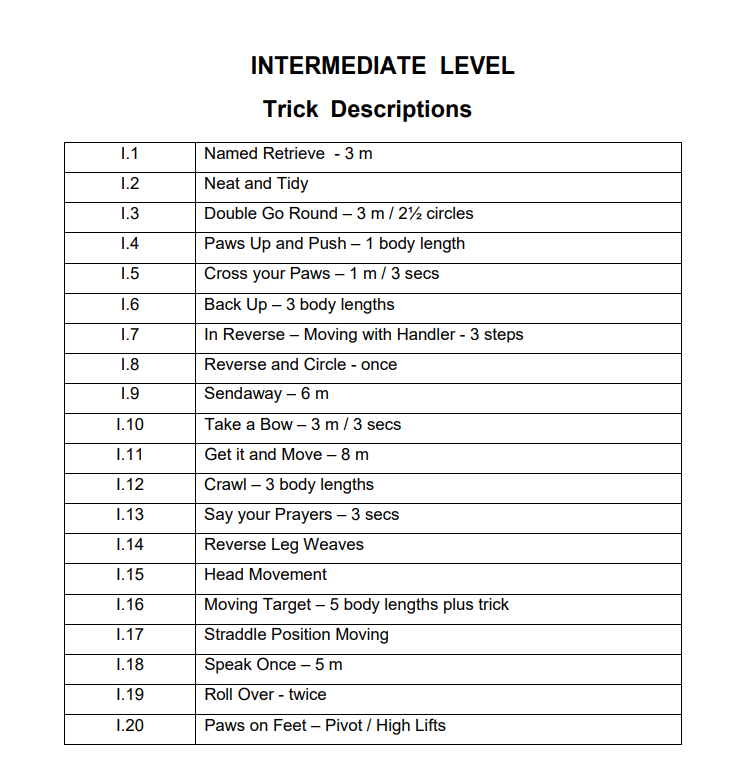 INTERMEDIATE LEVEL
Trick Descriptions
I.1 Named Retrieve - 3 m
I.2 Neat and Tidy
I.3 Double Go Round – 3 m / 2½ circles
I.4 Paws Up and Push – 1 body length
I.5 Cross your Paws – 1 m / 3 secs
I.6 Back Up – 3 body lengths
I.7 In Reverse – Moving with Handler - 3 steps
I.8 Reverse and Circle - once
I.9 Sendaway – 6 m
I.10 Take a Bow – 3 m / 3 secs
I.11 Get it and Move – 8 m
I.12 Crawl – 3 body lengths
I.13 Say your Prayers – 3 secs
I.14 Reverse Leg Weaves
I.15 Head Movement
I.16 Moving Target – 5 body lengths plus trick
I.17 Straddle Position Moving
I.18 Speak Once – 5 m
I.19 Roll Over - twice
I.20 Paws on Feet – Pivot / High Lifts